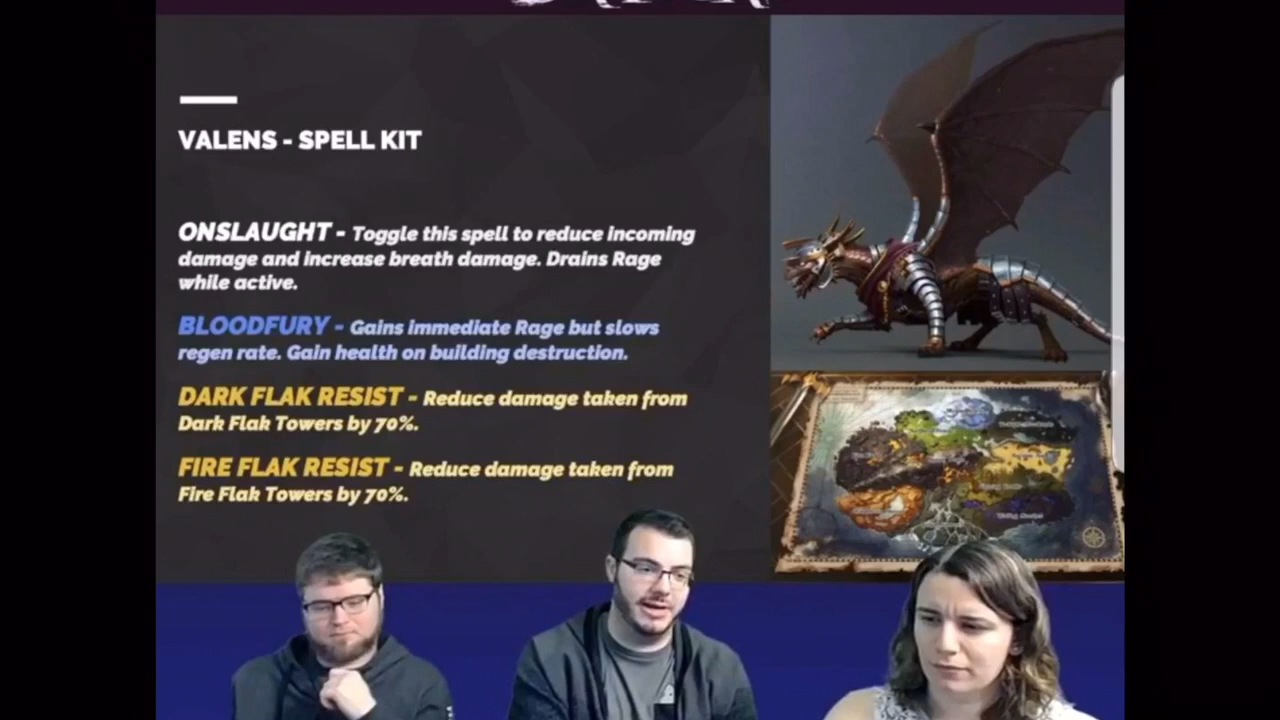 VALENS - SPELL KIT
ONSLAUGHT - Toggle this spell to reduce incoming
damage and increase breath damage. Drains Rage
while active.
BLOODFURY - Gains immediate Rage but slows
regen rate. Gain health on building destruction.
DARK FLAK RESIST - Reduce damage taken from
Dark Flak Towers by 70%.
FIRE FLAK RESIST - Reduce damage taken from
Fire Flak Towers by 70%.